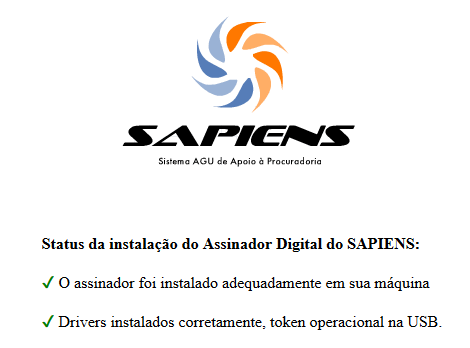 SAPIENS
Sistema AGU de Apoio à Procuradoria
Status da instalação do Assinador Digital do SAPIENS:
✓ O assinador foi instalado adequadamente em sua máquina
✓ Drivers instalados corretamente, token operacional na USB.